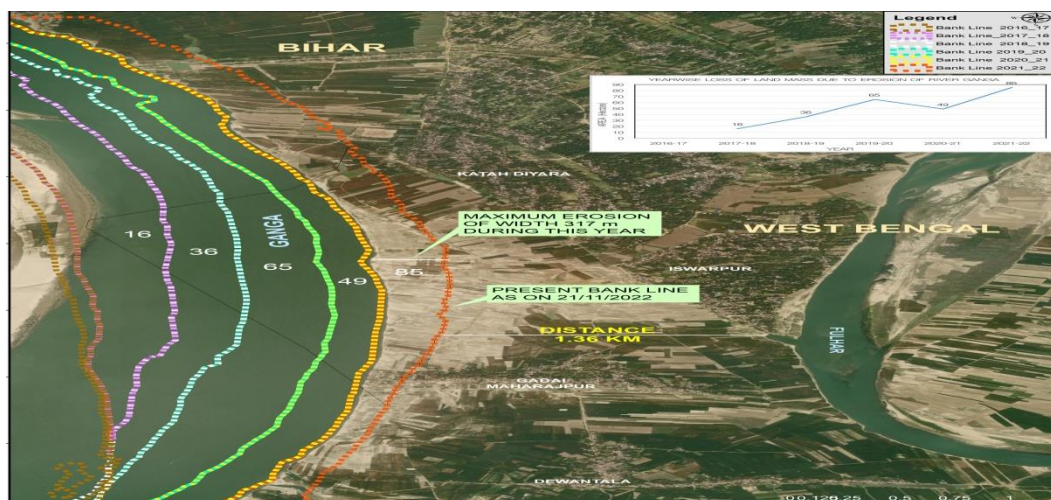 BIHAR
Legend
Bank Line 2016_17
Bank Line 2017_18
Bank Line 2018_19
Bank Line 2019_20
Bank Line 2020_21
Bank Line 2021_22
YEARWISE LOSS OF LAND MASS DUE TO EROSION OF RIVER GANGA
90
80
70
60
50
40
30
20
10
0
16
36
65
49
2016-17
2017-18
2018-19
2019-20
2020-21
2021-22
YEAR
KATAH DIYARA
MAXIMUM EROSION
OF WIDTH 317 m
DURING THIS YEAR
WEST BENGAL
GANGA
16
36
65
49
85
ISWARPUR
PRESENT BANK LINE
AS ON 21/11/2022
DISTANCE
1.36 KM
FULHAR
GADAI
MAHARAJPUR
DEWANTALA
0.5
0.75